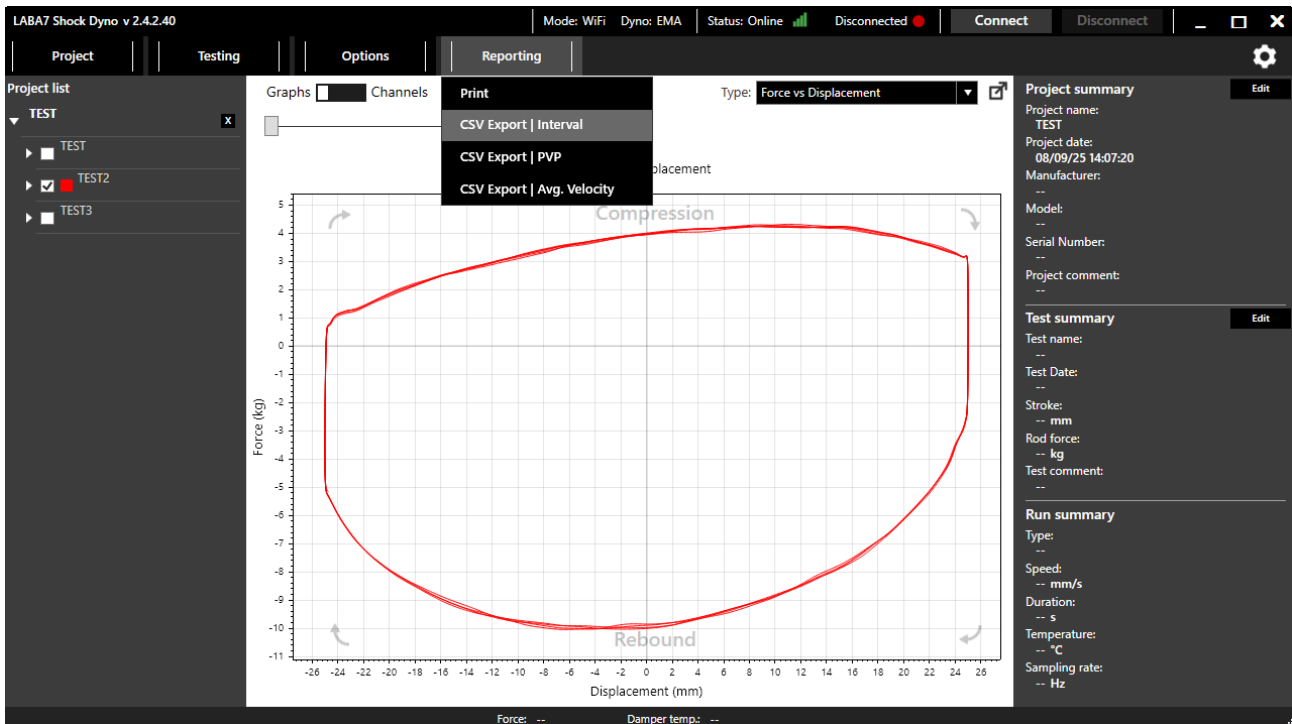 LABA7 Shock Dyno v 2.4.2.40
Mode: WiFi Dyno: EMA Status: Online Disconnected Connect Disconnect
Project Testing Options Reporting
Project list
TEST
X
TEST
TEST2
TEST3
Graphs Channels
Print
CSV Export | Interval
CSV Export | PVP
CSV Export | Avg. Velocity
Type: Force vs Displacement
Compression
5
4
3
2
1
0
-1
-2
-3
-4
-5
-6
-7
-8
-9
-10
-11
Force (kg)
Rebound
-26 -24 -22 -20 -18 -16 -14 -12 -10 -8 -6 -4 -2 0 2 4 6 8 10 12 14 16 18 20 22 24 26
Displacement (mm)
Project summary Edit
Project name:
TEST
Project date:
08/09/25 14:07:20
Manufacturer:
--
Model:
--
Serial Number:
--
Project comment:
--
Test summary Edit
Test name:
--
Test Date:
--
Stroke:
-- mm
Rod force:
-- kg
Test comment:
--
Run summary
Type:
--
Speed:
-- mm/s
Duration:
-- s
Temperature:
-- °C
Sampling rate:
-- Hz
Force: -- Damper temp.: --